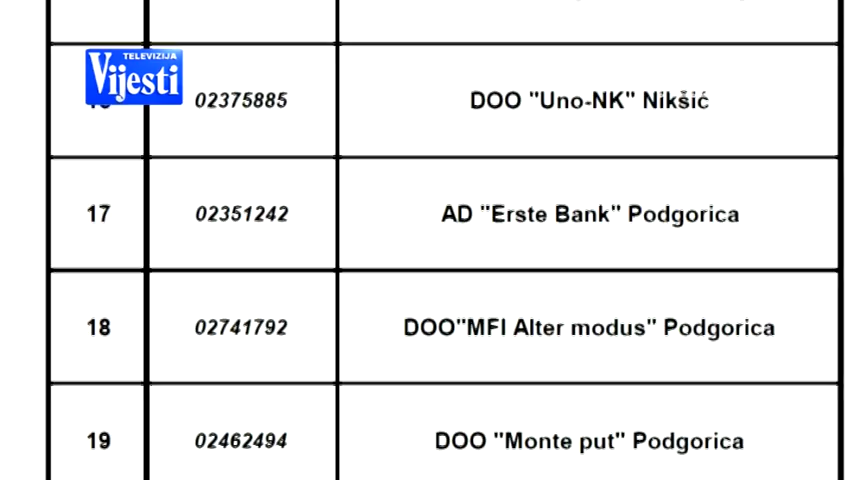 TELEVIZIJA
Vijesti
02375885 DOO "Uno-NK" Nikšić
17 02351242 AD "Erste Bank" Podgorica
18 02741792 DOO"MFI Alter modus" Podgorica
19 02462494 DOO "Monte put" Podgorica